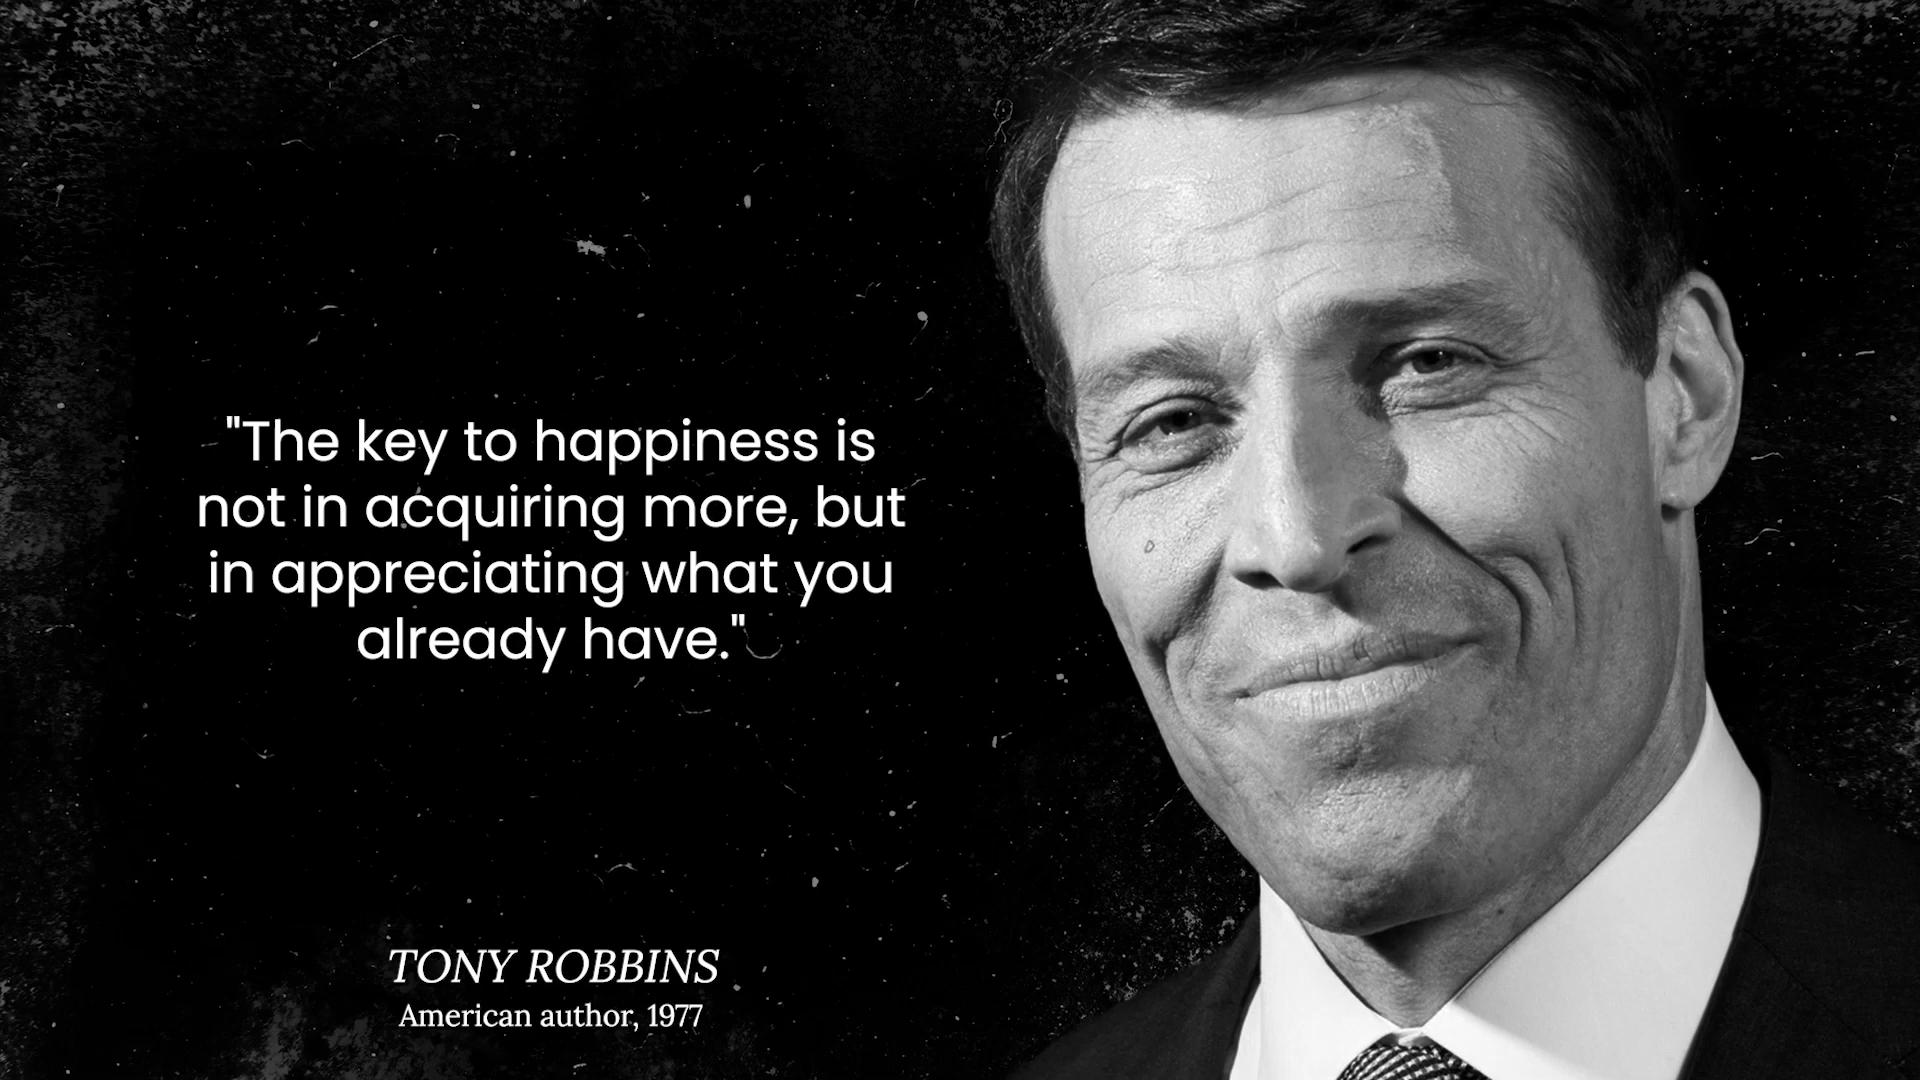 "The key to happiness is
not in acquiring more, but
in appreciating what you
already have."
TONY ROBBINS
American author, 1977